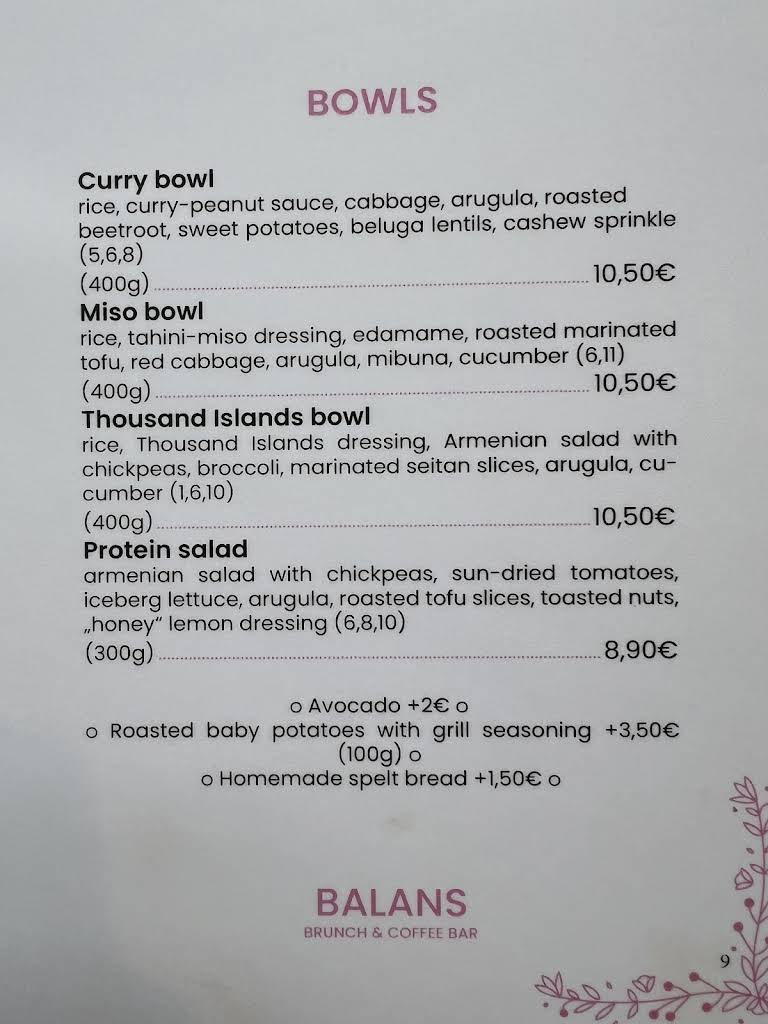 BOWLS
Curry bowl
rice, curry-peanut sauce, cabbage, arugula, roasted
beetroot, sweet potatoes, beluga lentils, cashew sprinkle
(5,6,8)
(400g) 10,50€
Miso bowl
rice, tahini-miso dressing, edamame, roasted marinated
tofu, red cabbage, arugula, mibuna, cucumber (6,11)
(400g) 10,50€
Thousand Islands bowl
rice, Thousand Islands dressing, Armenian salad with
chickpeas, broccoli, marinated seitan slices, arugula, cu-
cumber (1,6,10)
(400g) 10,50€
Protein salad
armenian salad with chickpeas, sun-dried tomatoes,
iceberg lettuce, arugula, roasted tofu slices, toasted nuts,
„honey“ lemon dressing (6,8,10)
(300g) 8,90€
o Avocado +2€ o
o Roasted baby potatoes with grill seasoning +3,50€
(100g) o
o Homemade spelt bread +1,50€ o
BALANS
BRUNCH & COFFEE BAR
9